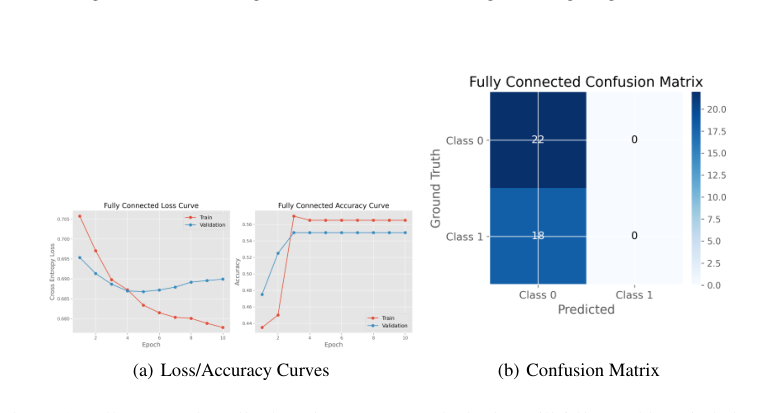 Fully Connected Confusion Matrix
Class 0
Class 1
Ground Truth
22
0
18
0
Class 0
Class 1
Predicted
20.0
17.5
15.0
12.5
10.0
7.5
5.0
2.5
0.0
Fully Connected Loss Curve
Train
Validation
Cross Entropy Loss
0.705
0.700
0.695
0.690
0.685
0.680
2
4
6
8
10
Epoch
Fully Connected Accuracy Curve
Accuracy
0.56
0.54
0.52
0.50
0.48
0.46
0.44
Train
Validation
2
4
6
8
10
Epoch
(a) Loss/Accuracy Curves
(b) Confusion Matrix